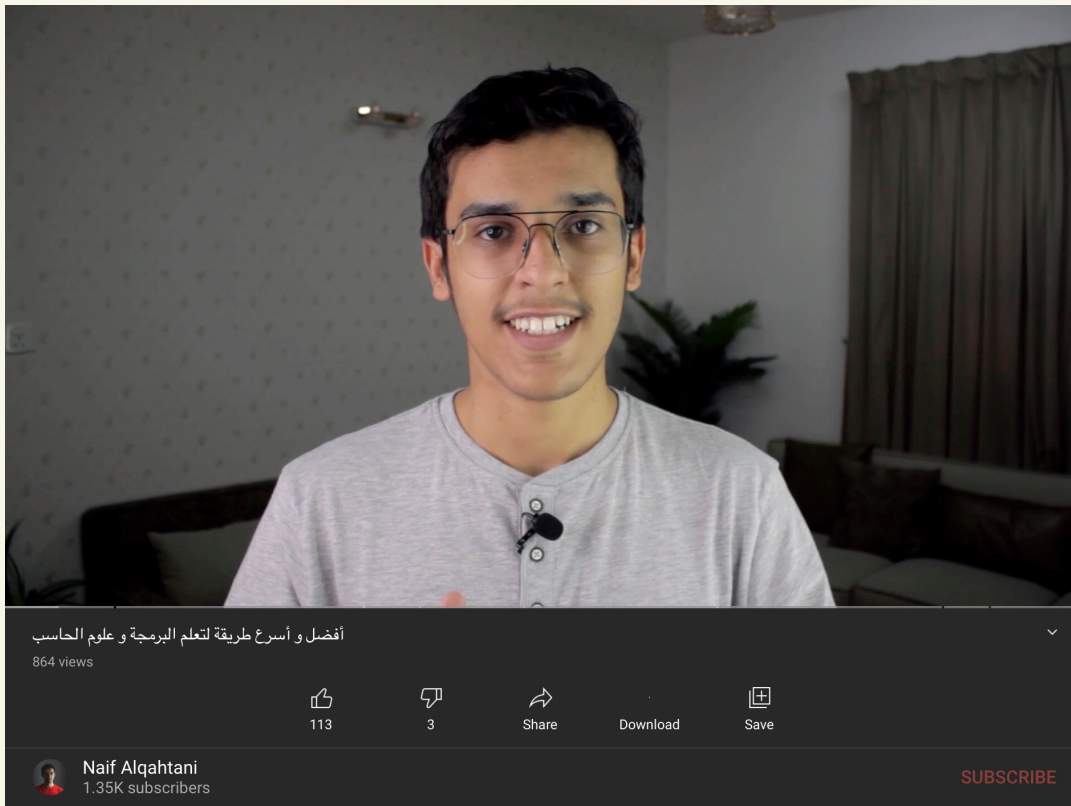 أفضل و أسرع طريقة لتعلم البرمجة و علوم الحاسب
864 views
113
3
Share
Download
Save
Naif Alqahtani
1.35K subscribers
SUBSCRIBE